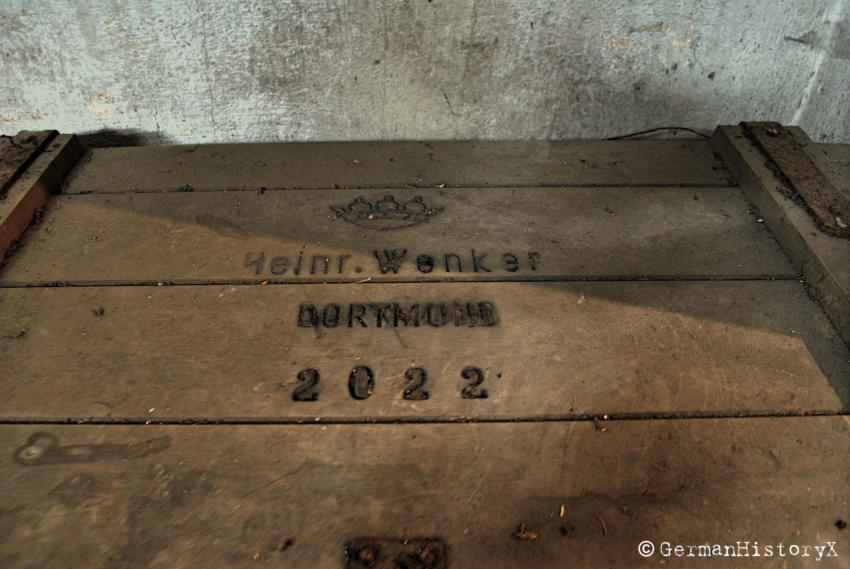 Heinr. Wenker
DORTMUND
2022
© GermanHistoryX